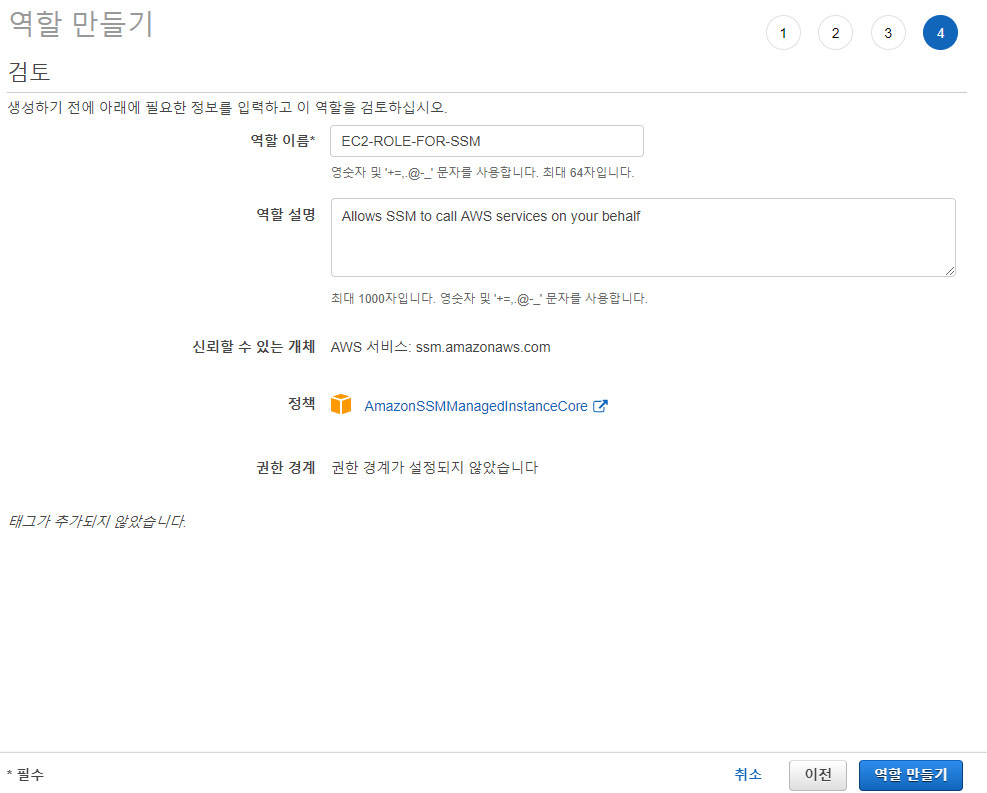 역할 만들기
1 2 3 4
검토
생성하기 전에 아래에 필요한 정보를 입력하고 이 역할을 검토하십시오.
역할 이름* EC2-ROLE-FOR-SSM
영숫자 및 '+=,.@-_' 문자를 사용합니다. 최대 64자입니다.
역할 설명 Allows SSM to call AWS services on your behalf
최대 1000자입니다. 영숫자 및 '+=,.@-_' 문자를 사용합니다.
신뢰할 수 있는 개체 AWS 서비스: ssm.amazonaws.com
정책 AmazonSSMManagedInstanceCore
권한 경계 권한 경계가 설정되지 않았습니다
태그가 추가되지 않았습니다.
* 필수 취소 이전 역할 만들기